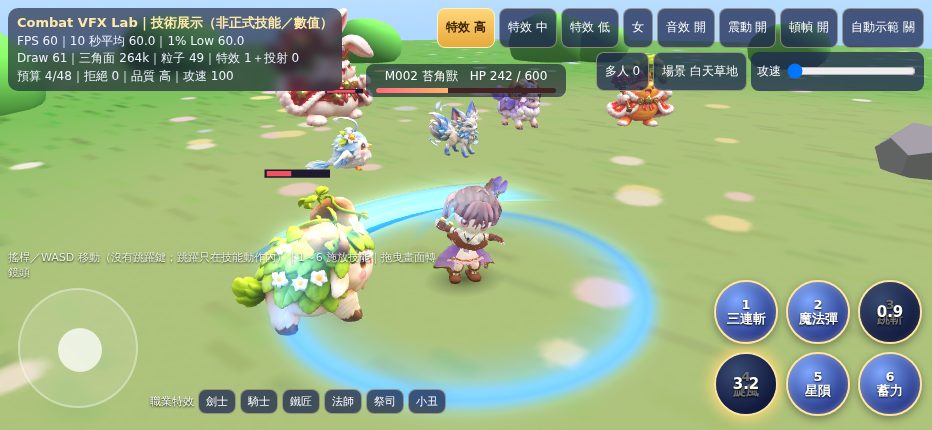 Combat VFX Lab｜技術展示（非正式技能／數值）
FPS 60｜10 秒平均 60.0｜1% Low 60.0
Draw 61｜三角面 264k｜粒子 49｜特效 1＋投射 0
預算 4/48｜拒絕 0｜品質 高｜攻速 100
特效 高
特效 中
特效 低
女
音效 開
震動 開
頓幀 開
自動示範 關
M002 苔角獸 HP 242 / 600
多人 0
場景 白天草地
攻速
搖桿／WASD 移動（沒有跳躍鍵；跳躍只在技能動作內）｜1～6 施放技能｜拖曳畫面轉
鏡頭
1
三連斬
2
魔法彈
3
跳斬
0.9
4
旋風
3.2
5
星隕
6
蓄力
職業特效
劍士
騎士
鐵匠
法師
祭司
小丑